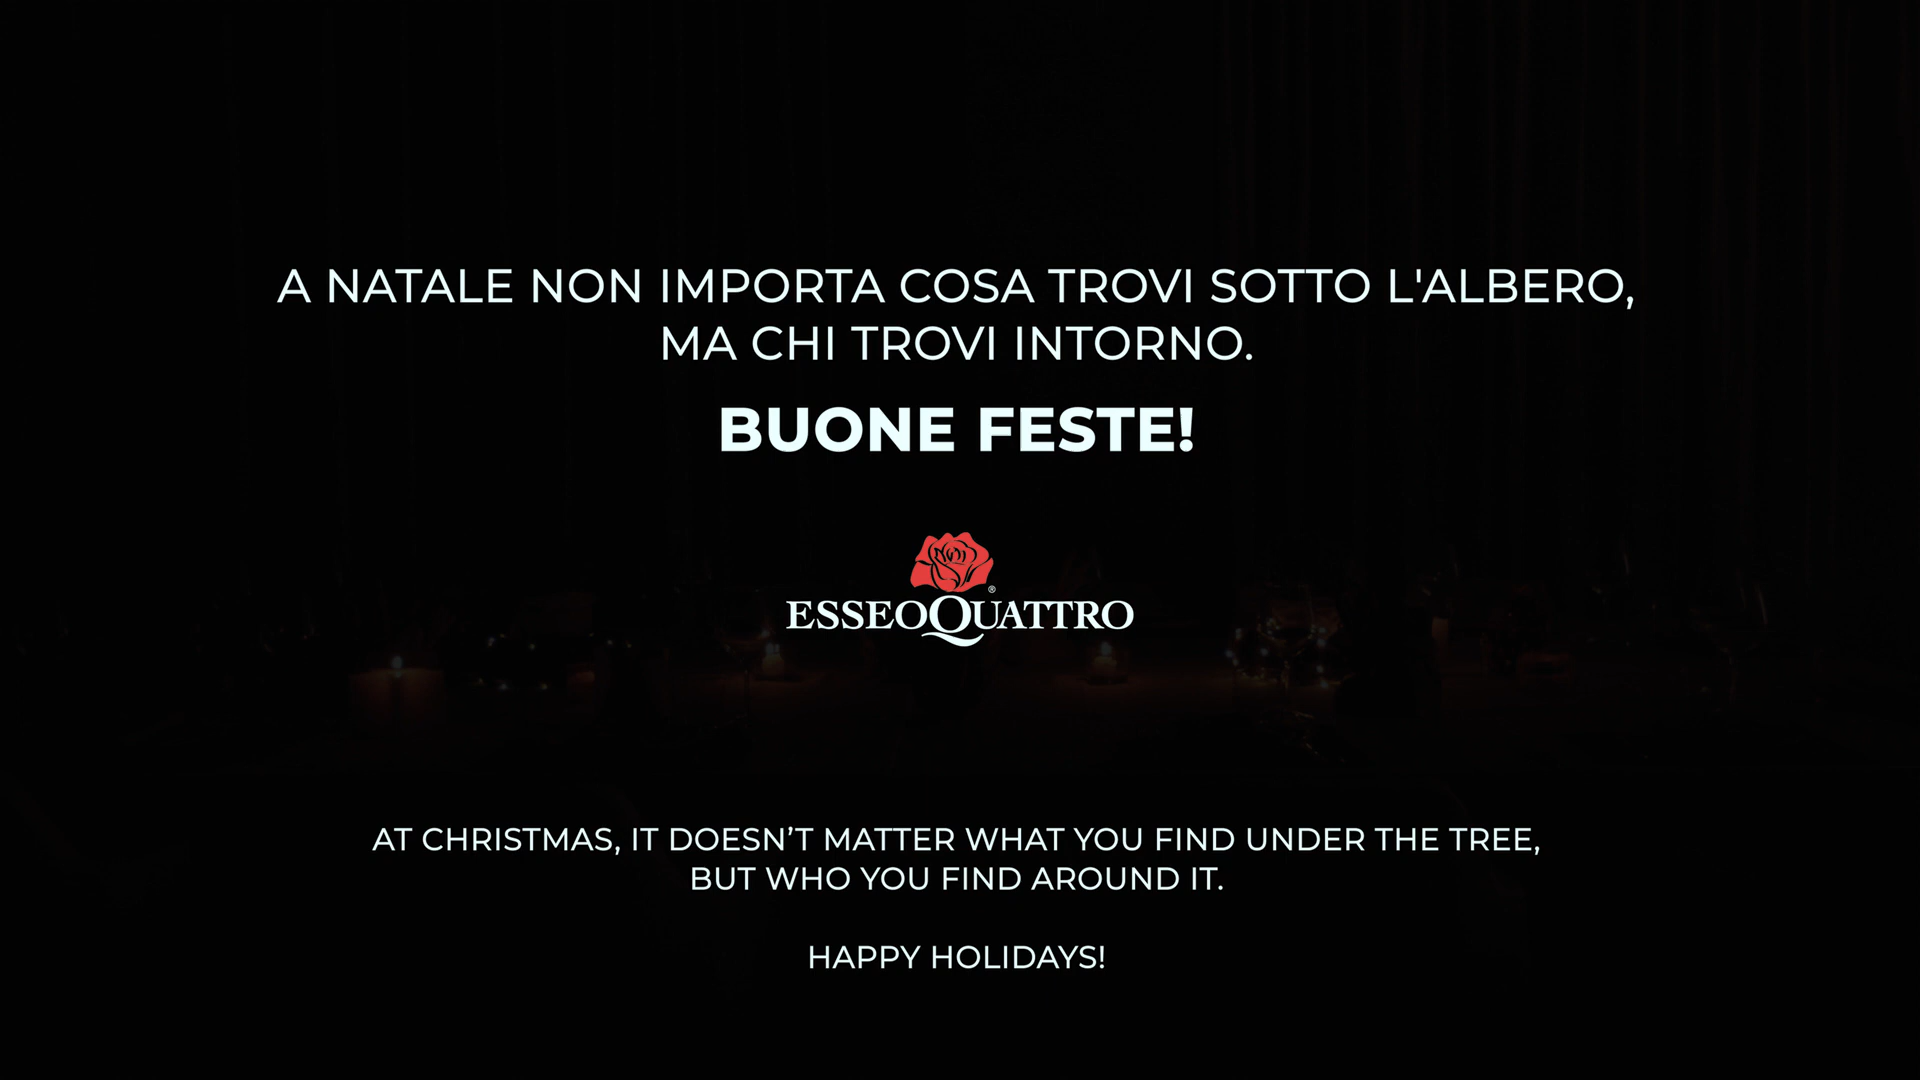 A NATALE NON IMPORTA COSA TROVI SOTTO L'ALBERO,
MA CHI TROVI INTORNO.
BUONE FESTE!
ESSEOQUATTRO®
AT CHRISTMAS, IT DOESN’T MATTER WHAT YOU FIND UNDER THE TREE,
BUT WHO YOU FIND AROUND IT.
HAPPY HOLIDAYS!